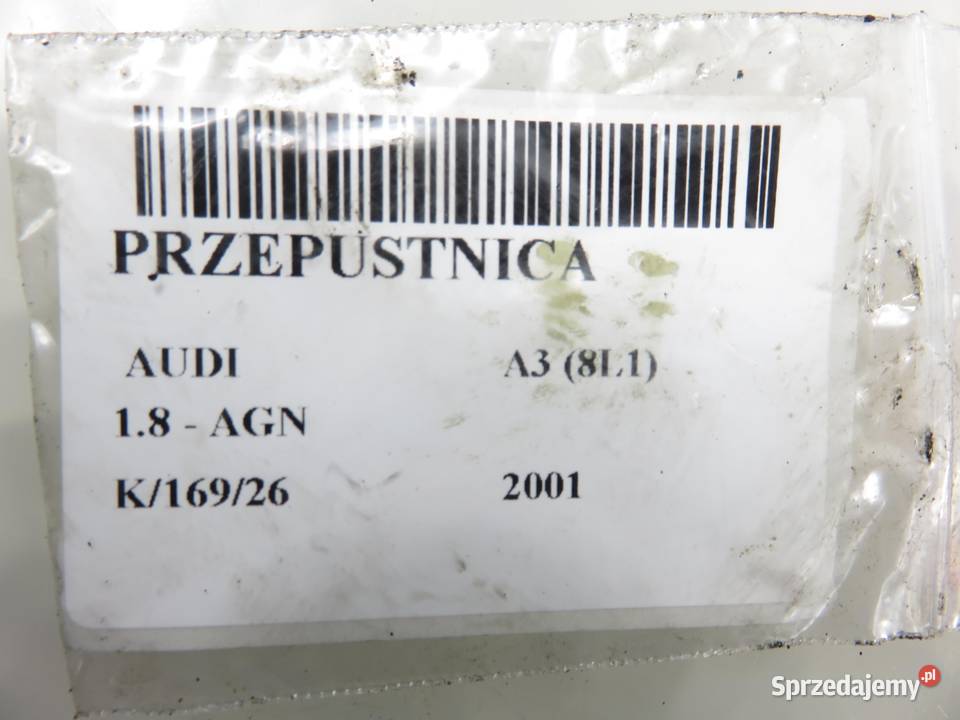 PRZEPUSTNICA
AUDI A3 (8L1)
1.8 - AGN
K/169/26 2001
Sprzedajemy.pl